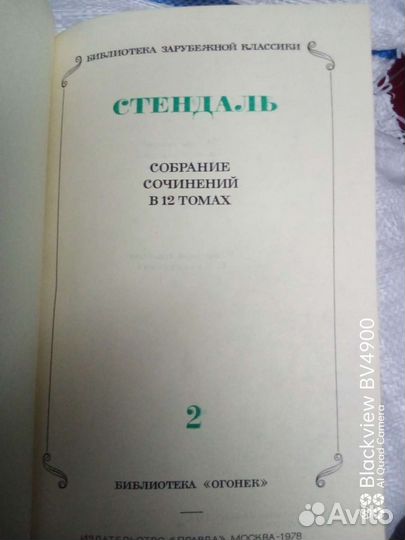 БИБЛИОТЕКА ЗАРУБЕЖНОЙ КЛАССИКИ
СТЕНДАЛЬ
СОБРАНИЕ
СОЧИНЕНИЙ
В 12 ТОМАХ
2
БИБЛИОТЕКА «ОГОНЕК»
ИЗДАТЕЛЬСТВО «ПРАВДА» МОСКВА-1978
Blackview BV4900
AI Quad Camera
Avito